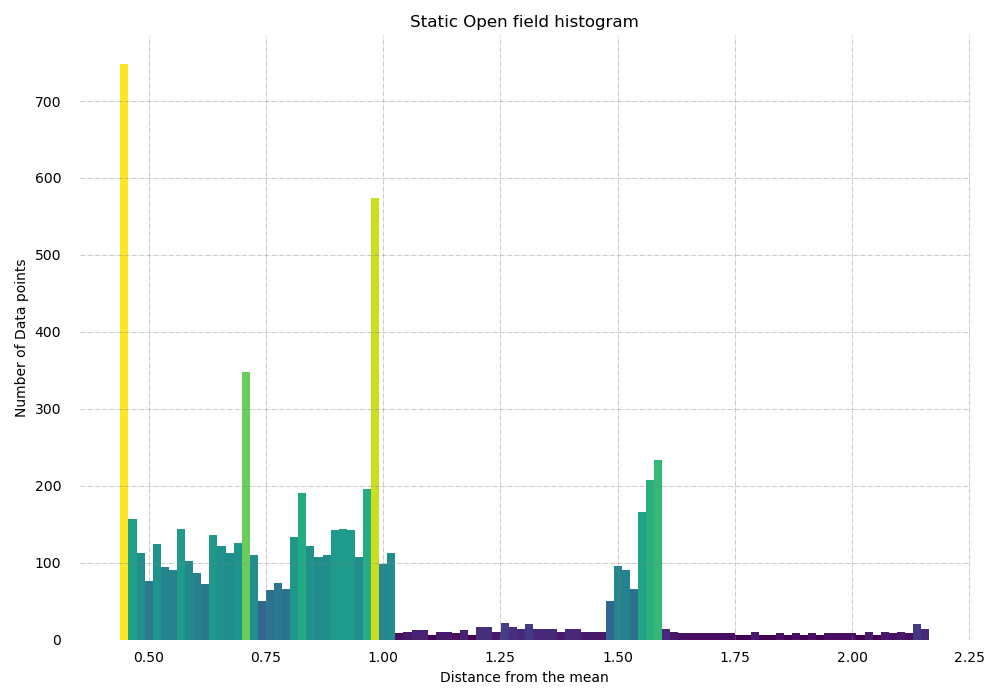 Static Open field histogram
Number of Data points
700
600
500
400
300
200
100
0
0.50 0.75 1.00 1.25 1.50 1.75 2.00 2.25
Distance from the mean